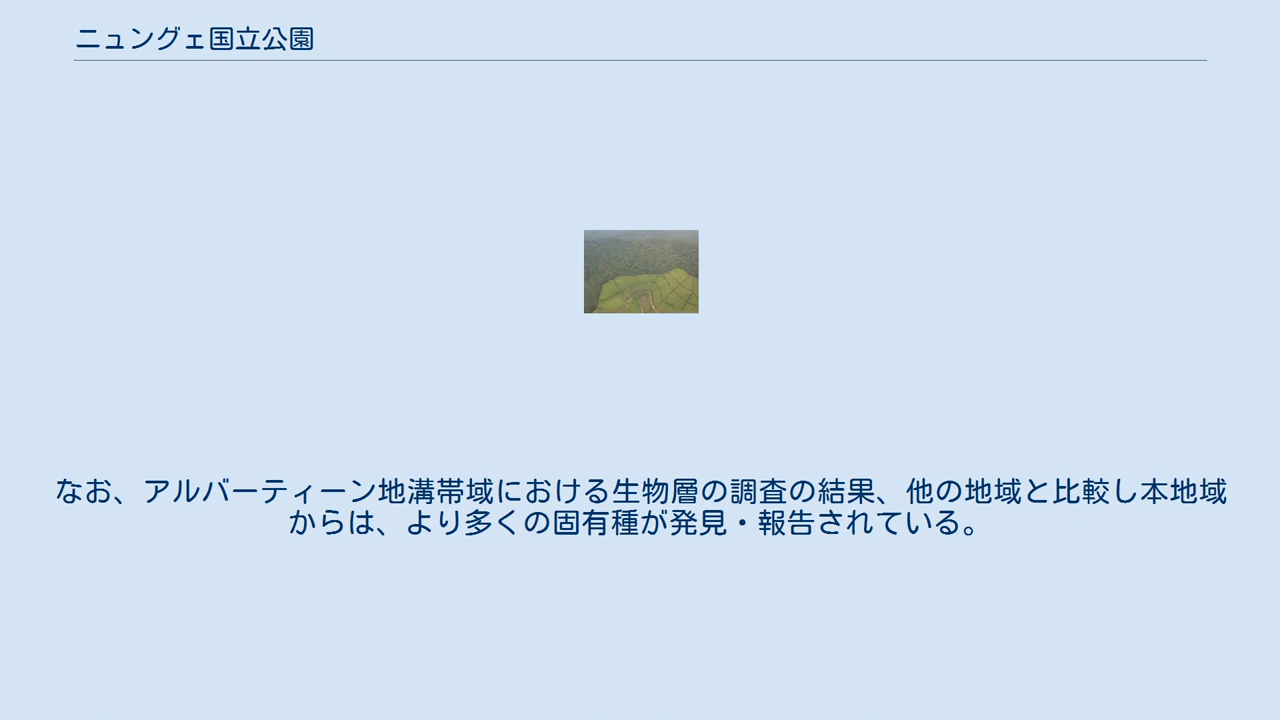 ニュングェ国立公園
なお、アルバーティーン地溝帯域における生物層の調査の結果、他の地域と比較し本地域
からは、より多くの固有種が発見・報告されている。